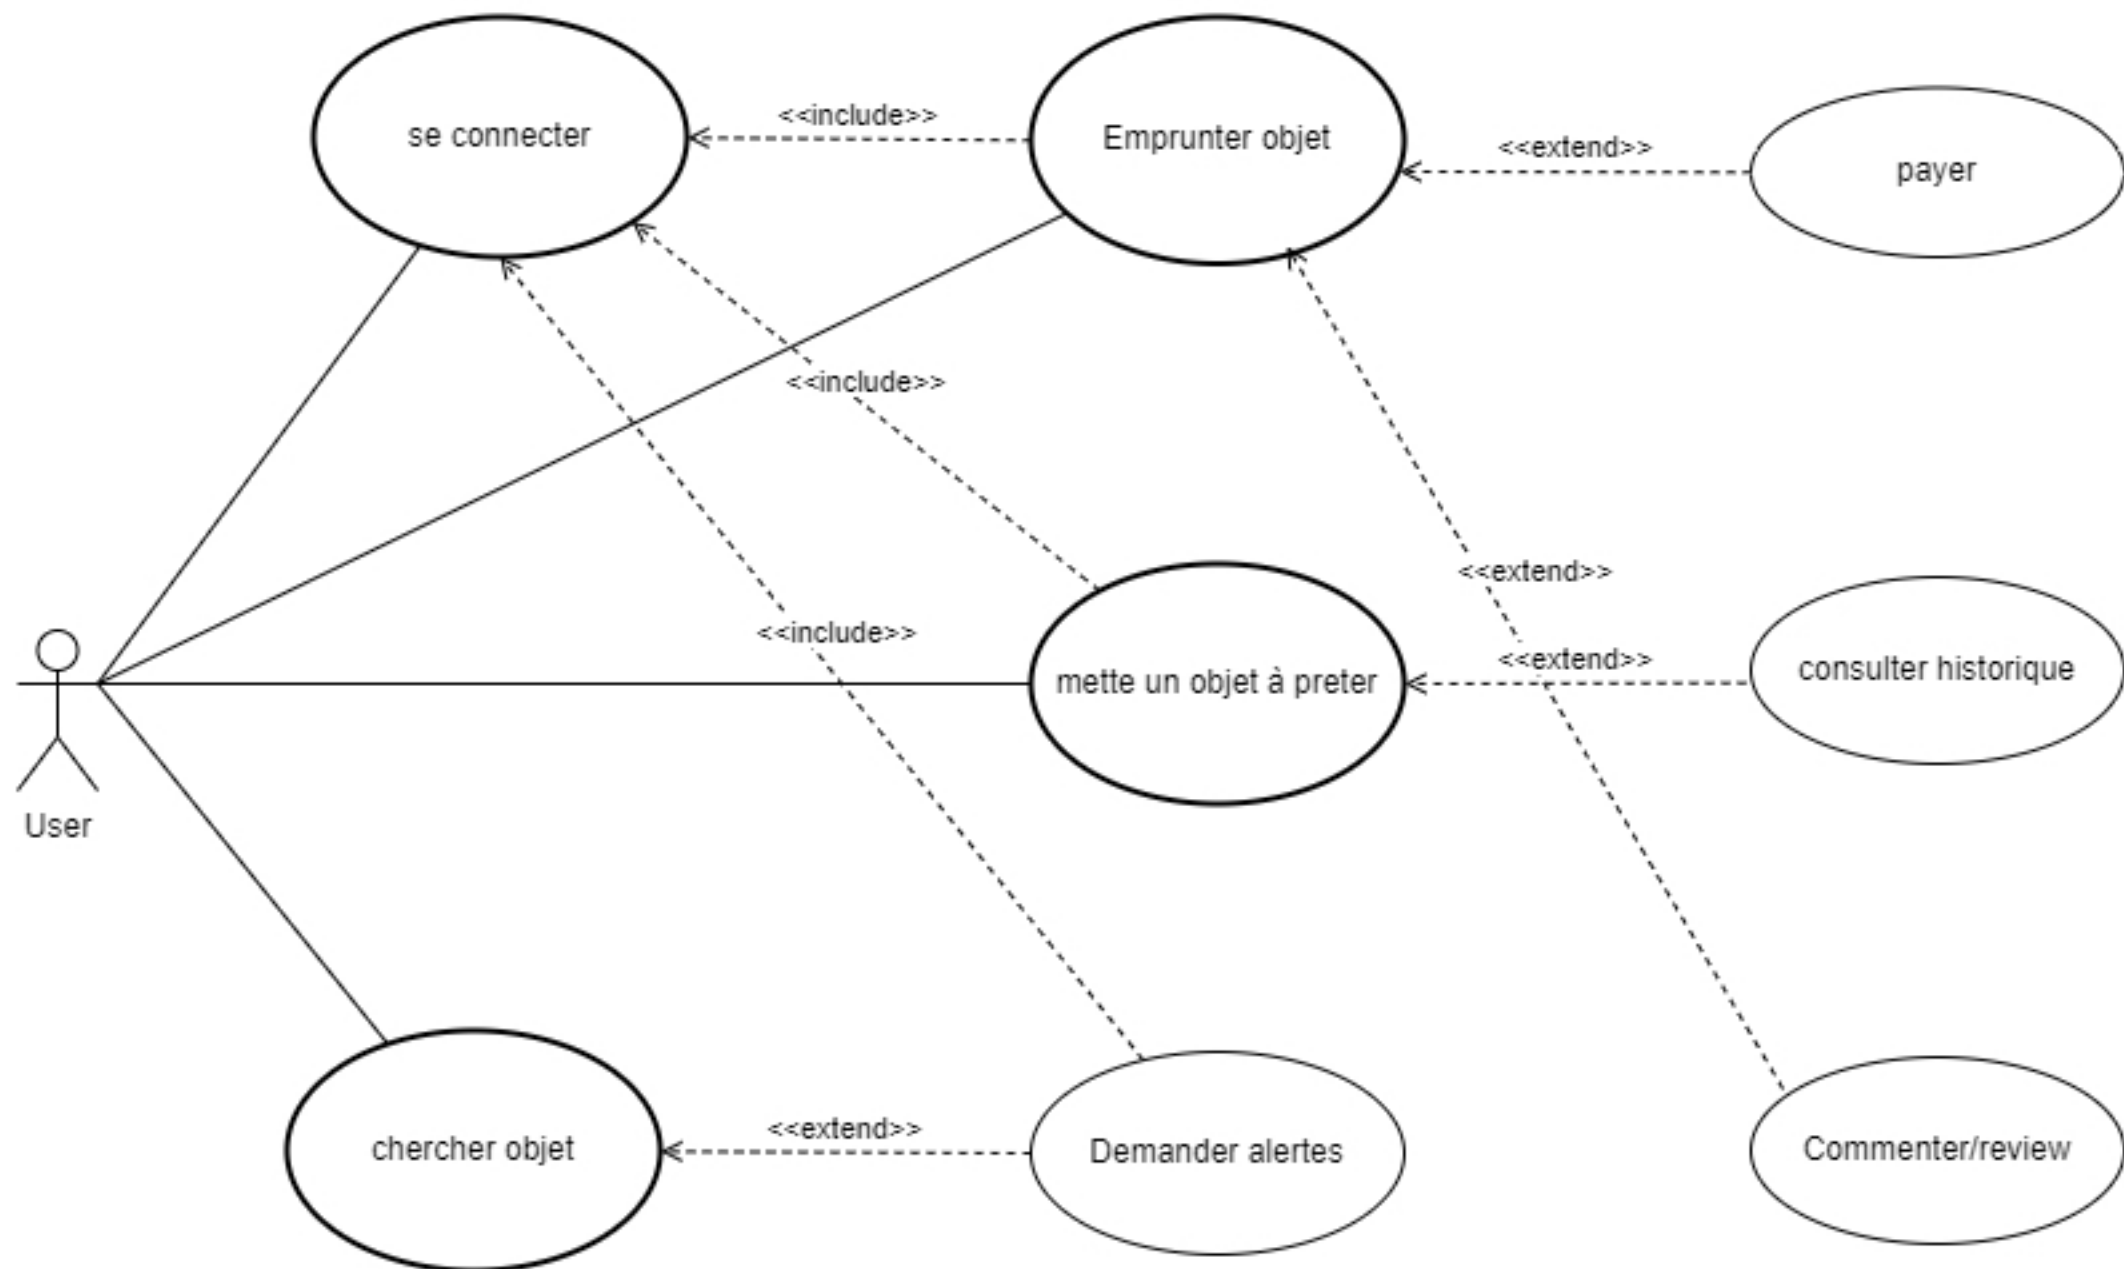 se connecter
<<include>>
Emprunter objet
<<extend>>
payer
<<include>>
<<extend>>
<<include>>
mette un objet à preter
<<extend>>
consulter historique
User
chercher objet
<<extend>>
Demander alertes
Commenter/review